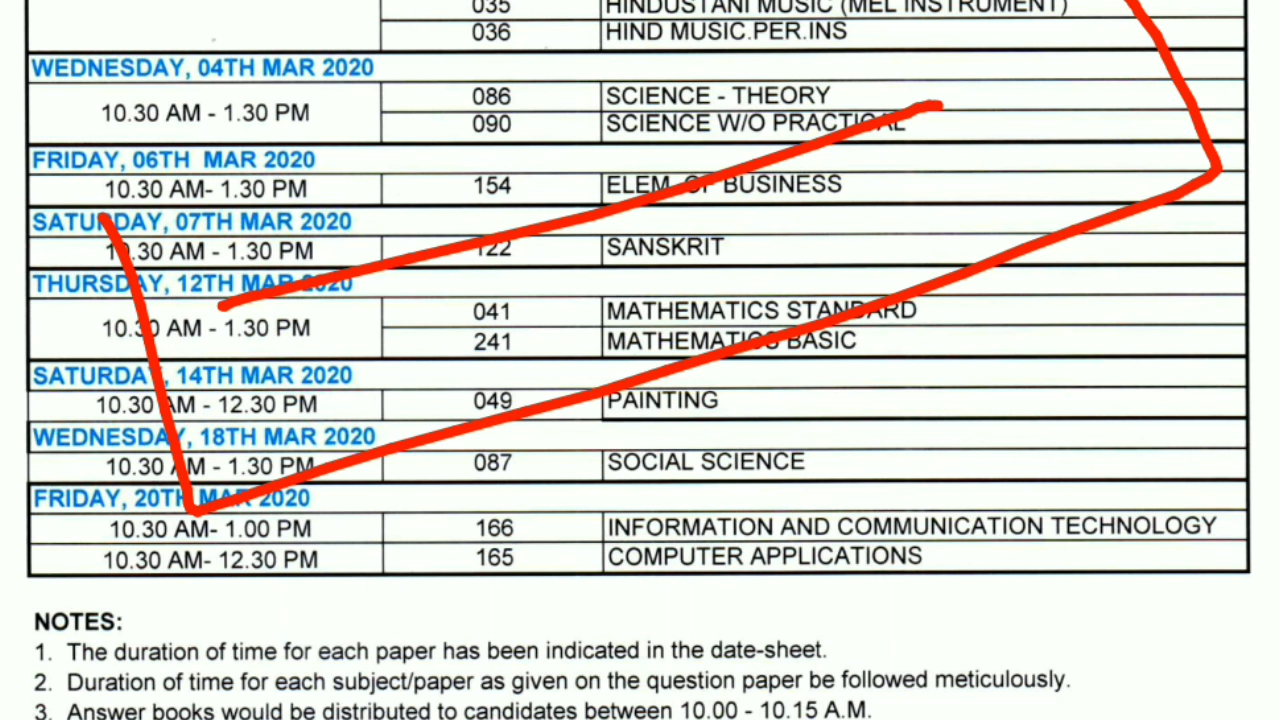 035 HINDUSTANI MUSIC (MEL INSTRUMENT)
036 HIND MUSIC.PER.INS
WEDNESDAY, 04TH MAR 2020
10.30 AM - 1.30 PM
086 SCIENCE - THEORY
090 SCIENCE W/O PRACTICAL
FRIDAY, 06TH MAR 2020
10.30 AM- 1.30 PM 154 ELEM. OF BUSINESS
SATURDAY, 07TH MAR 2020
10.30 AM - 1.30 PM 122 SANSKRIT
THURSDAY, 12TH MAR 2020
10.30 AM - 1.30 PM
041 MATHEMATICS STANDARD
241 MATHEMATICS BASIC
SATURDAY, 14TH MAR 2020
10.30 AM - 12.30 PM 049 PAINTING
WEDNESDAY, 18TH MAR 2020
10.30 AM - 1.30 PM 087 SOCIAL SCIENCE
FRIDAY, 20TH MAR 2020
10.30 AM- 1.00 PM 166 INFORMATION AND COMMUNICATION TECHNOLOGY
10.30 AM- 12.30 PM 165 COMPUTER APPLICATIONS
NOTES:
1. The duration of time for each paper has been indicated in the date-sheet.
2. Duration of time for each subject/paper as given on the question paper be followed meticulously.
3. Answer books would be distributed to candidates between 10.00 - 10.15 A.M.